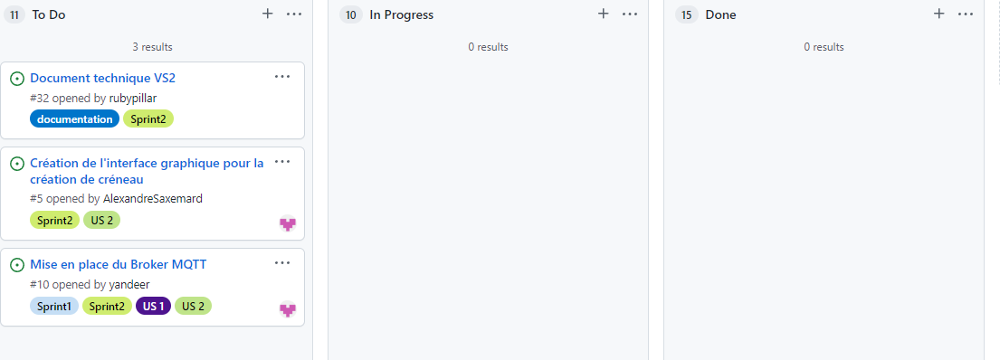 11 To Do
3 results
Document technique VS2
#32 opened by rubypillar
documentation Sprint2
Création de l'interface graphique pour la
création de créneau
#5 opened by AlexandreSaxemard
Sprint2 US 2
Mise en place du Broker MQTT
#10 opened by yandeer
Sprint1 Sprint2 US 1 US 2
10 In Progress
0 results
15 Done
0 results